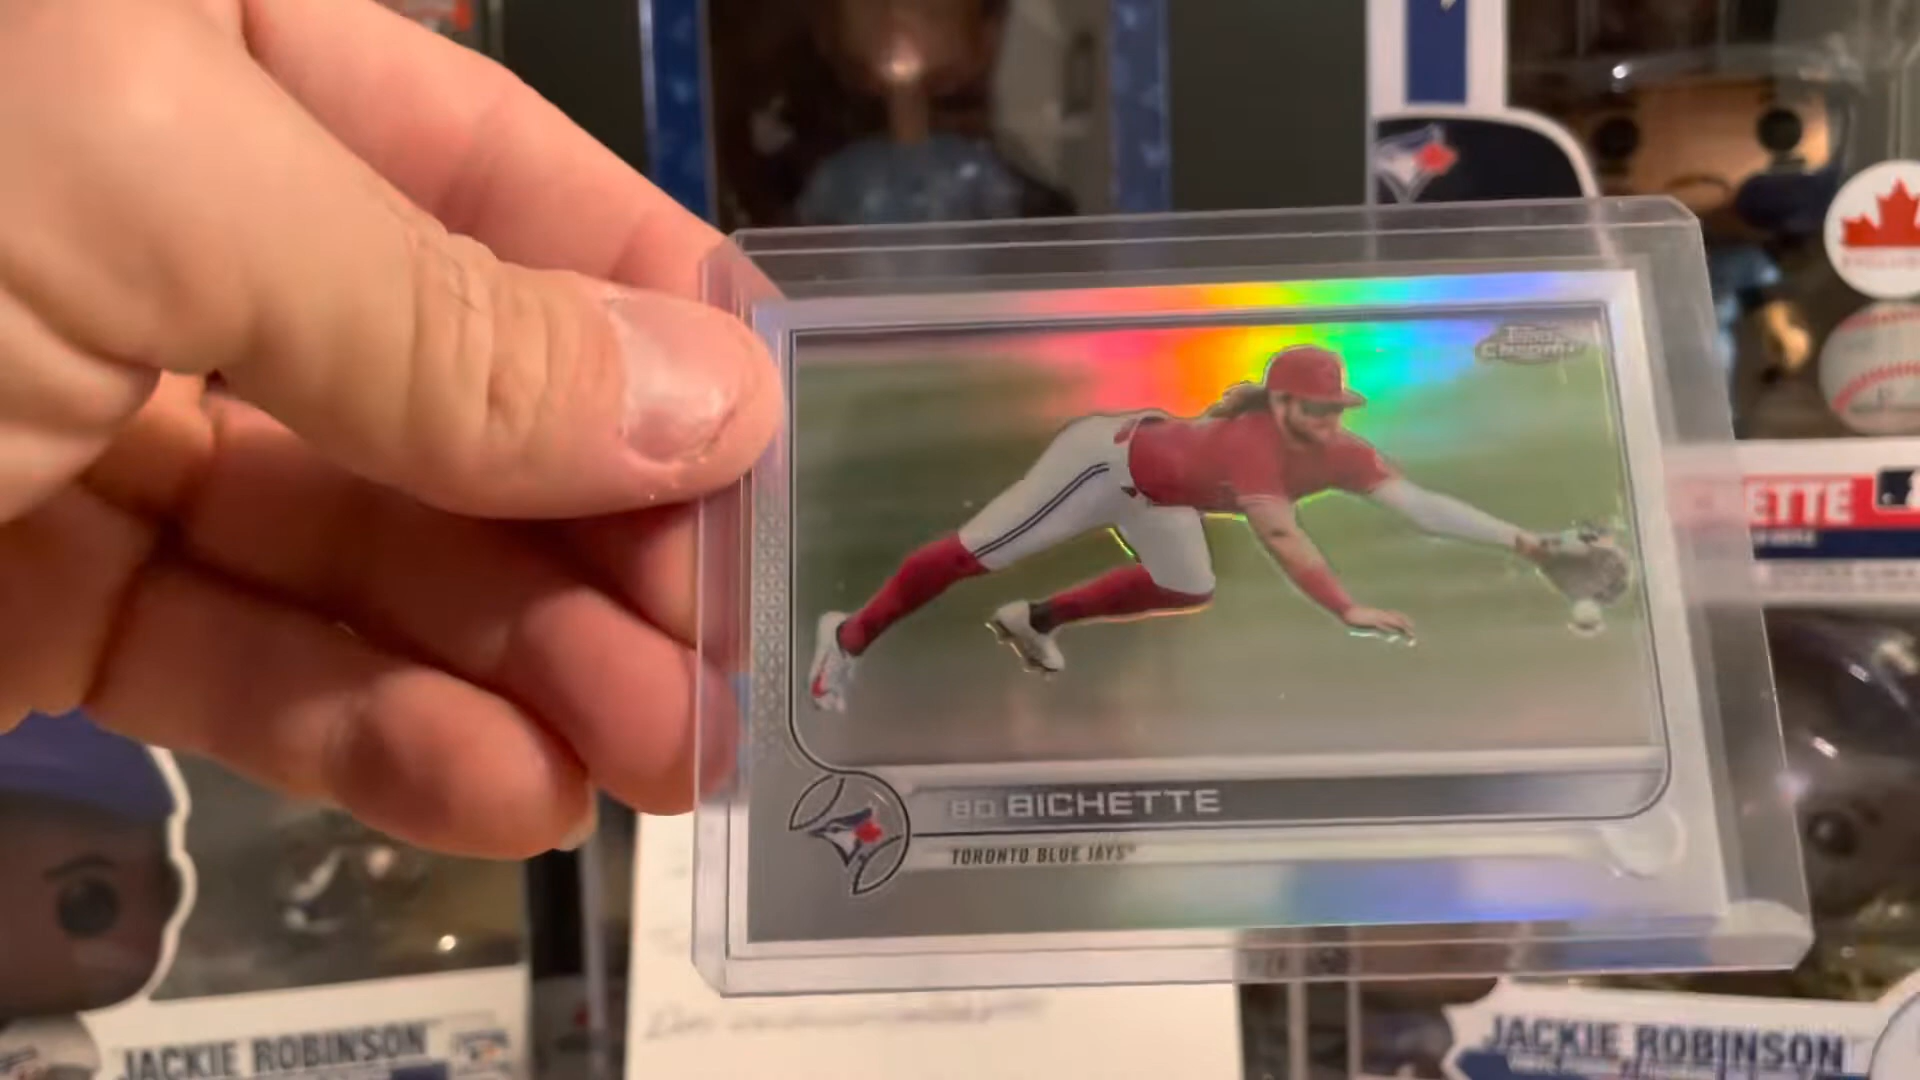 Topps
Chrome
ETTE
BO BICHETTE
TORONTO BLUE JAYS
JACKIE ROBINSON
JACKIE ROBINSON